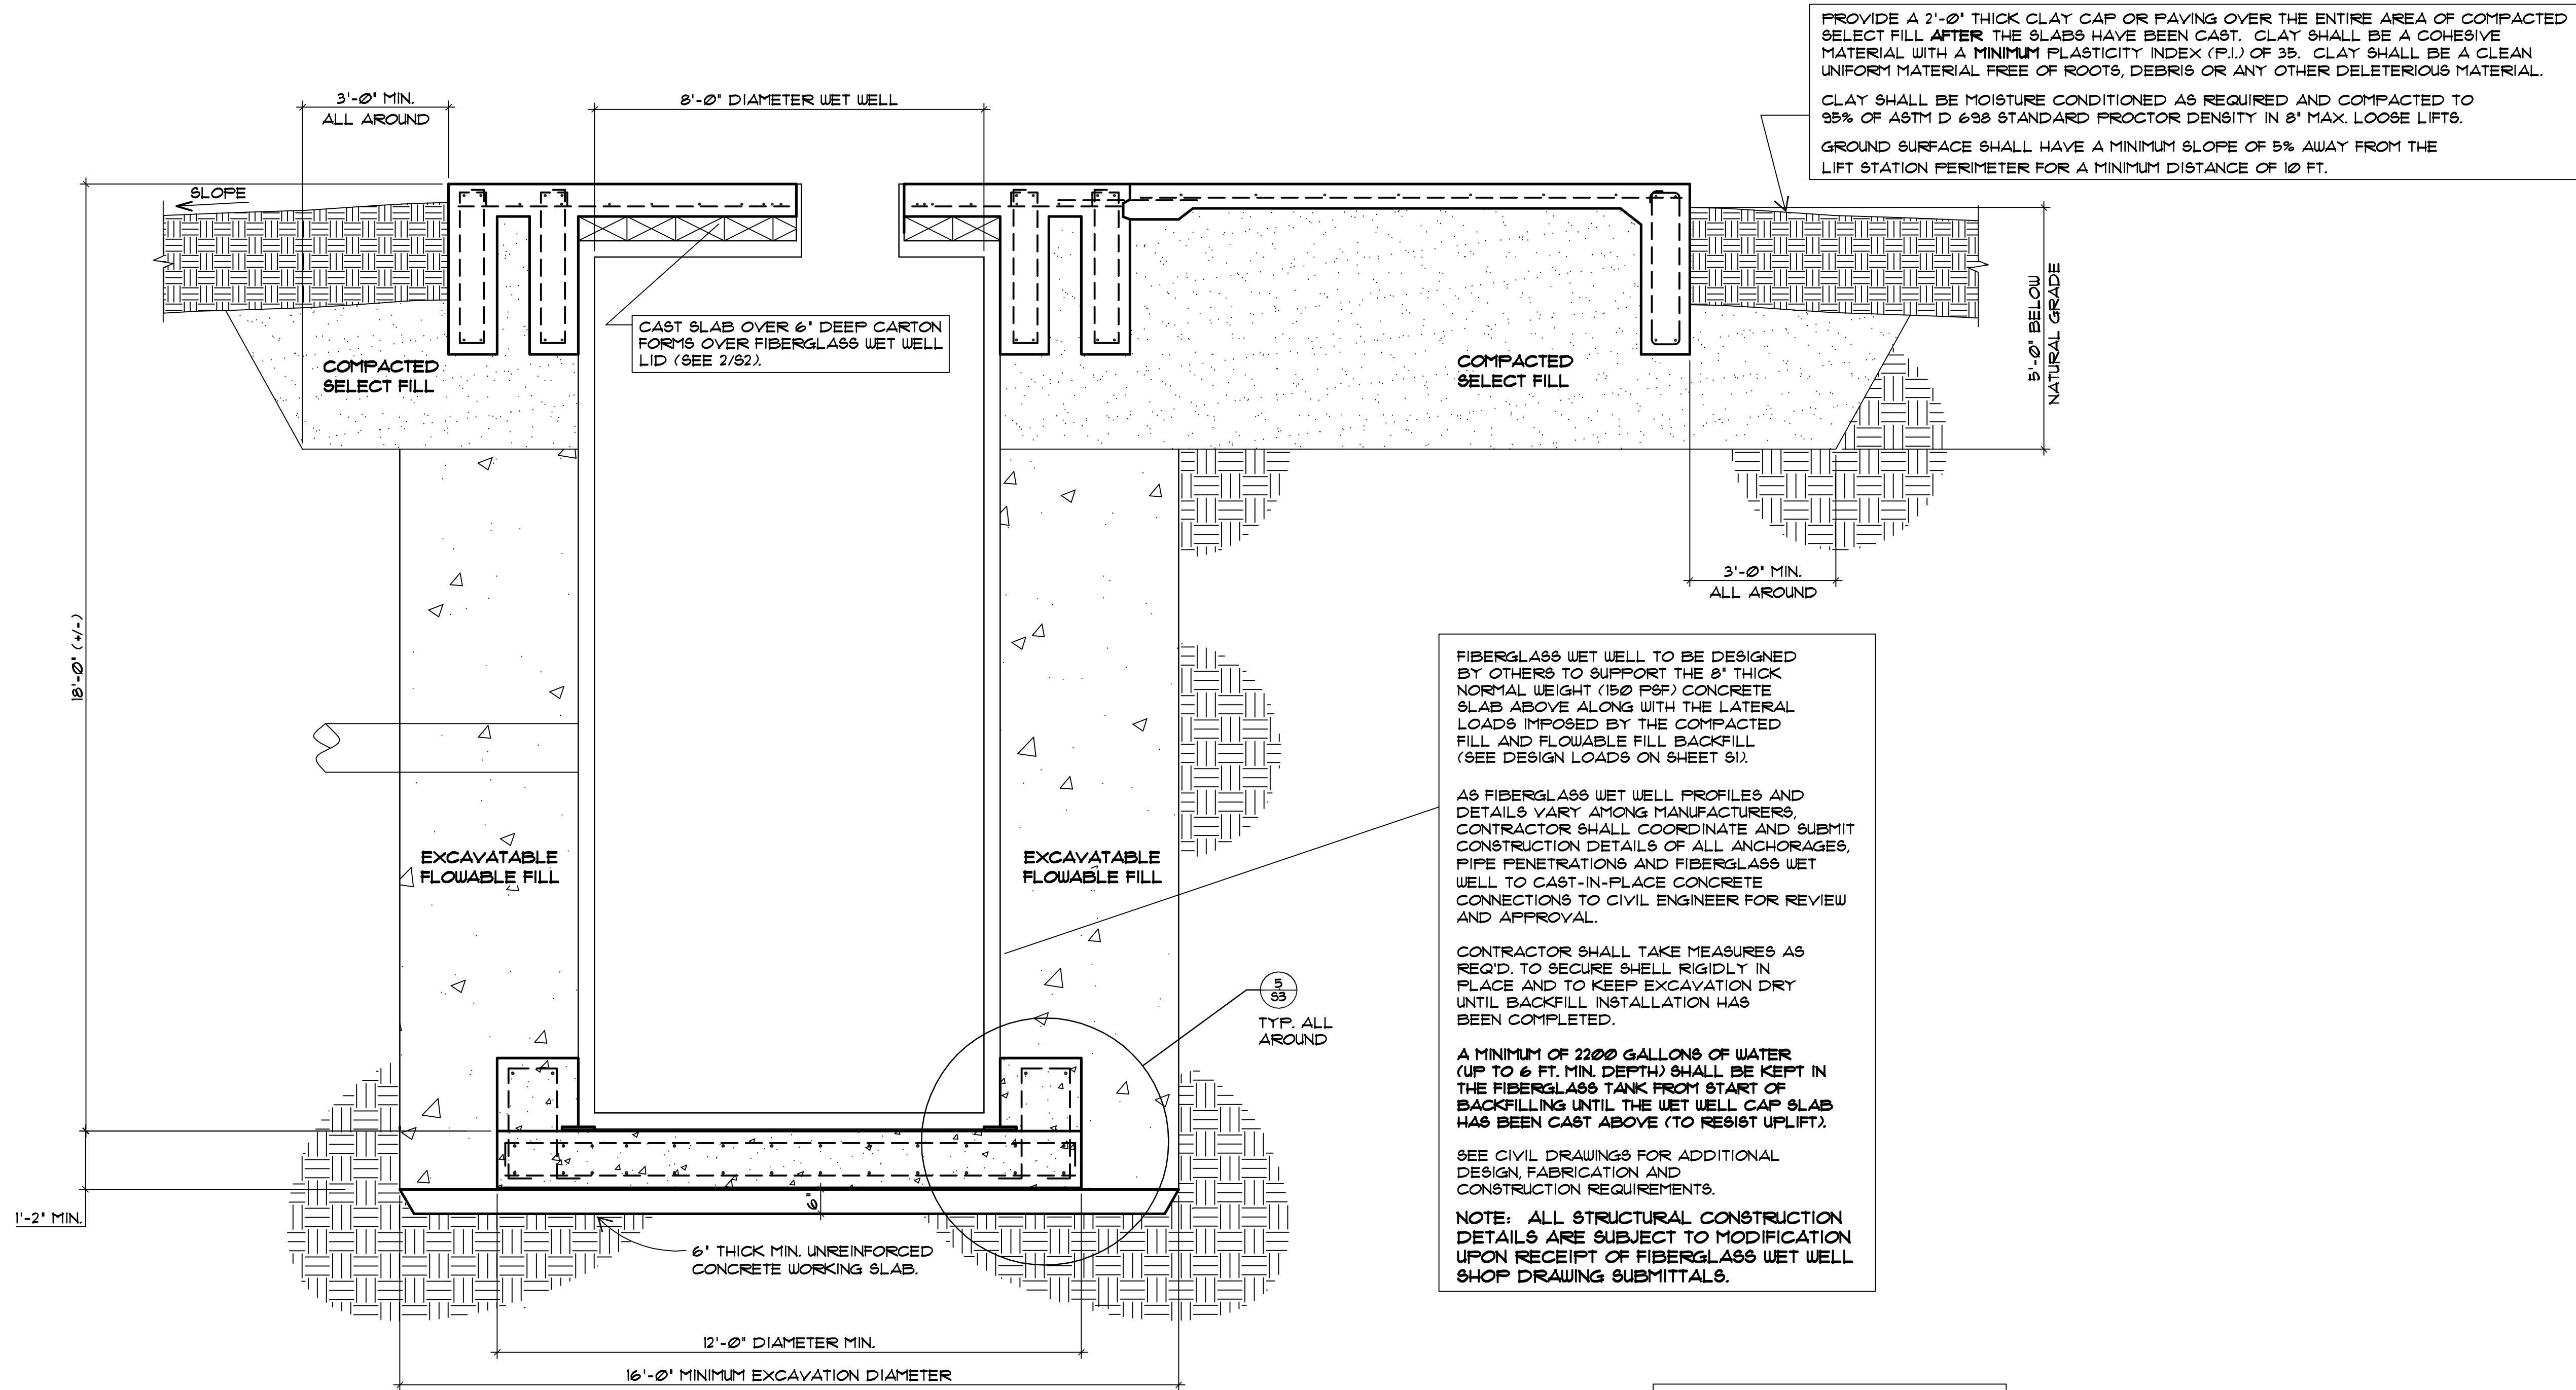 PROVIDE A 2'-0" THICK CLAY CAP OR PAVING OVER THE ENTIRE AREA OF COMPACTED
SELECT FILL AFTER THE SLABS HAVE BEEN CAST. CLAY SHALL BE A COHESIVE
MATERIAL WITH A MINIMUM PLASTICITY INDEX (P.I.) OF 35. CLAY SHALL BE A CLEAN
UNIFORM MATERIAL FREE OF ROOTS, DEBRIS OR ANY OTHER DELETERIOUS MATERIAL.
CLAY SHALL BE MOISTURE CONDITIONED AS REQUIRED AND COMPACTED TO
95% OF ASTM D 698 STANDARD PROCTOR DENSITY IN 8" MAX. LOOSE LIFTS.
GROUND SURFACE SHALL HAVE A MINIMUM SLOPE OF 5% AWAY FROM THE
LIFT STATION PERIMETER FOR A MINIMUM DISTANCE OF 10 FT.
3'-0" MIN.
ALL AROUND
8'-0" DIAMETER WET WELL
SLOPE
CAST SLAB OVER 6" DEEP CARTON
FORMS OVER FIBERGLASS WET WELL
LID (SEE 2/S2).
COMPACTED
SELECT FILL
COMPACTED
SELECT FILL
5'-0" BELOW
NATURAL GRADE
3'-0" MIN.
ALL AROUND
18'-0" (+/-)
FIBERGLASS WET WELL TO BE DESIGNED
BY OTHERS TO SUPPORT THE 8" THICK
NORMAL WEIGHT (150 PSF) CONCRETE
SLAB ABOVE ALONG WITH THE LATERAL
LOADS IMPOSED BY THE COMPACTED
FILL AND FLOWABLE FILL BACKFILL
(SEE DESIGN LOADS ON SHEET S1).
AS FIBERGLASS WET WELL PROFILES AND
DETAILS VARY AMONG MANUFACTURERS,
CONTRACTOR SHALL COORDINATE AND SUBMIT
CONSTRUCTION DETAILS OF ALL ANCHORAGES,
PIPE PENETRATIONS AND FIBERGLASS WET
WELL TO CAST-IN-PLACE CONCRETE
CONNECTIONS TO CIVIL ENGINEER FOR REVIEW
AND APPROVAL.
CONTRACTOR SHALL TAKE MEASURES AS
REQ'D. TO SECURE SHELL RIGIDLY IN
PLACE AND TO KEEP EXCAVATION DRY
UNTIL BACKFILL INSTALLATION HAS
BEEN COMPLETED.
A MINIMUM OF 2200 GALLONS OF WATER
(UP TO 6 FT. MIN. DEPTH) SHALL BE KEPT IN
THE FIBERGLASS TANK FROM START OF
BACKFILLING UNTIL THE WET WELL CAP SLAB
HAS BEEN CAST ABOVE (TO RESIST UPLIFT).
SEE CIVIL DRAWINGS FOR ADDITIONAL
DESIGN, FABRICATION AND
CONSTRUCTION REQUIREMENTS.
NOTE: ALL STRUCTURAL CONSTRUCTION
DETAILS ARE SUBJECT TO MODIFICATION
UPON RECEIPT OF FIBERGLASS WET WELL
SHOP DRAWING SUBMITTALS.
EXCAVATABLE
FLOWABLE FILL
EXCAVATABLE
FLOWABLE FILL
5
S3
TYP. ALL
AROUND
6"
1'-2" MIN.
6" THICK MIN. UNREINFORCED
CONCRETE WORKING SLAB.
12'-0" DIAMETER MIN.
16'-0" MINIMUM EXCAVATION DIAMETER